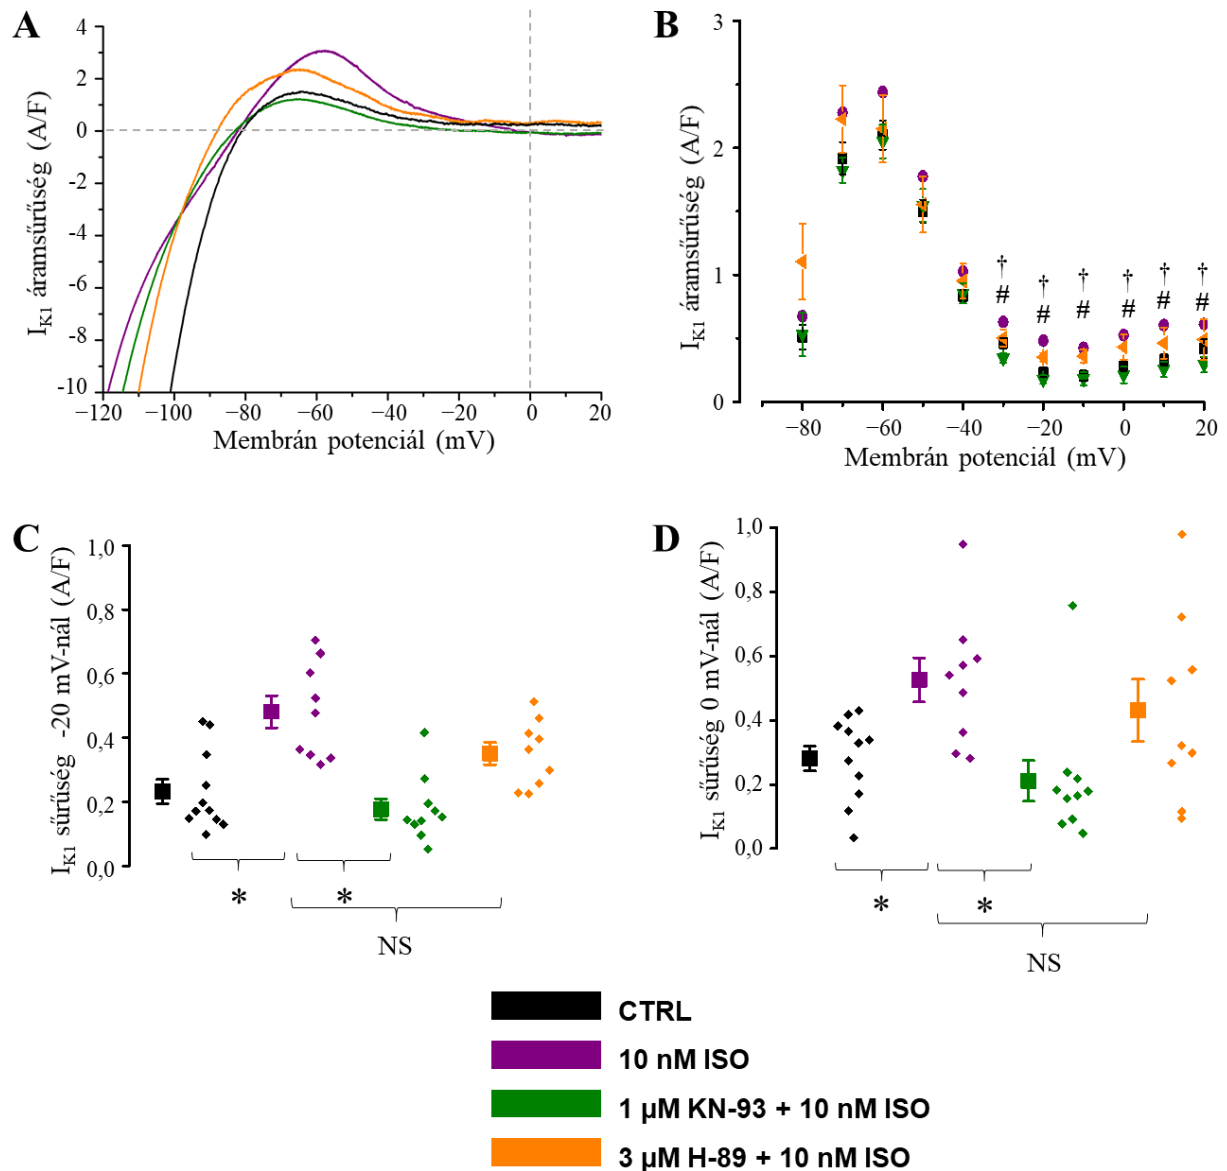 A
I_K1 áramsűrűség (A/F)
4
2
0
-2
-4
-6
-8
-10
−120 −100 −80 −60 −40 −20 0 20
Membrán potenciál (mV)
B
I_K1 áramsűrűség (A/F)
3
2
1
0
† † † † † †
# # # # # #
−80 −60 −40 −20 0 20
Membrán potenciál (mV)
C
I_K1 sűrűség -20 mV-nál (A/F)
1,0
0,8
0,6
0,4
0,2
0,0
* *
NS
D
I_K1 sűrűség 0 mV-nál (A/F)
1,0
0,8
0,6
0,4
0,2
0,0
* *
NS
CTRL
10 nM ISO
1 µM KN-93 + 10 nM ISO
3 µM H-89 + 10 nM ISO